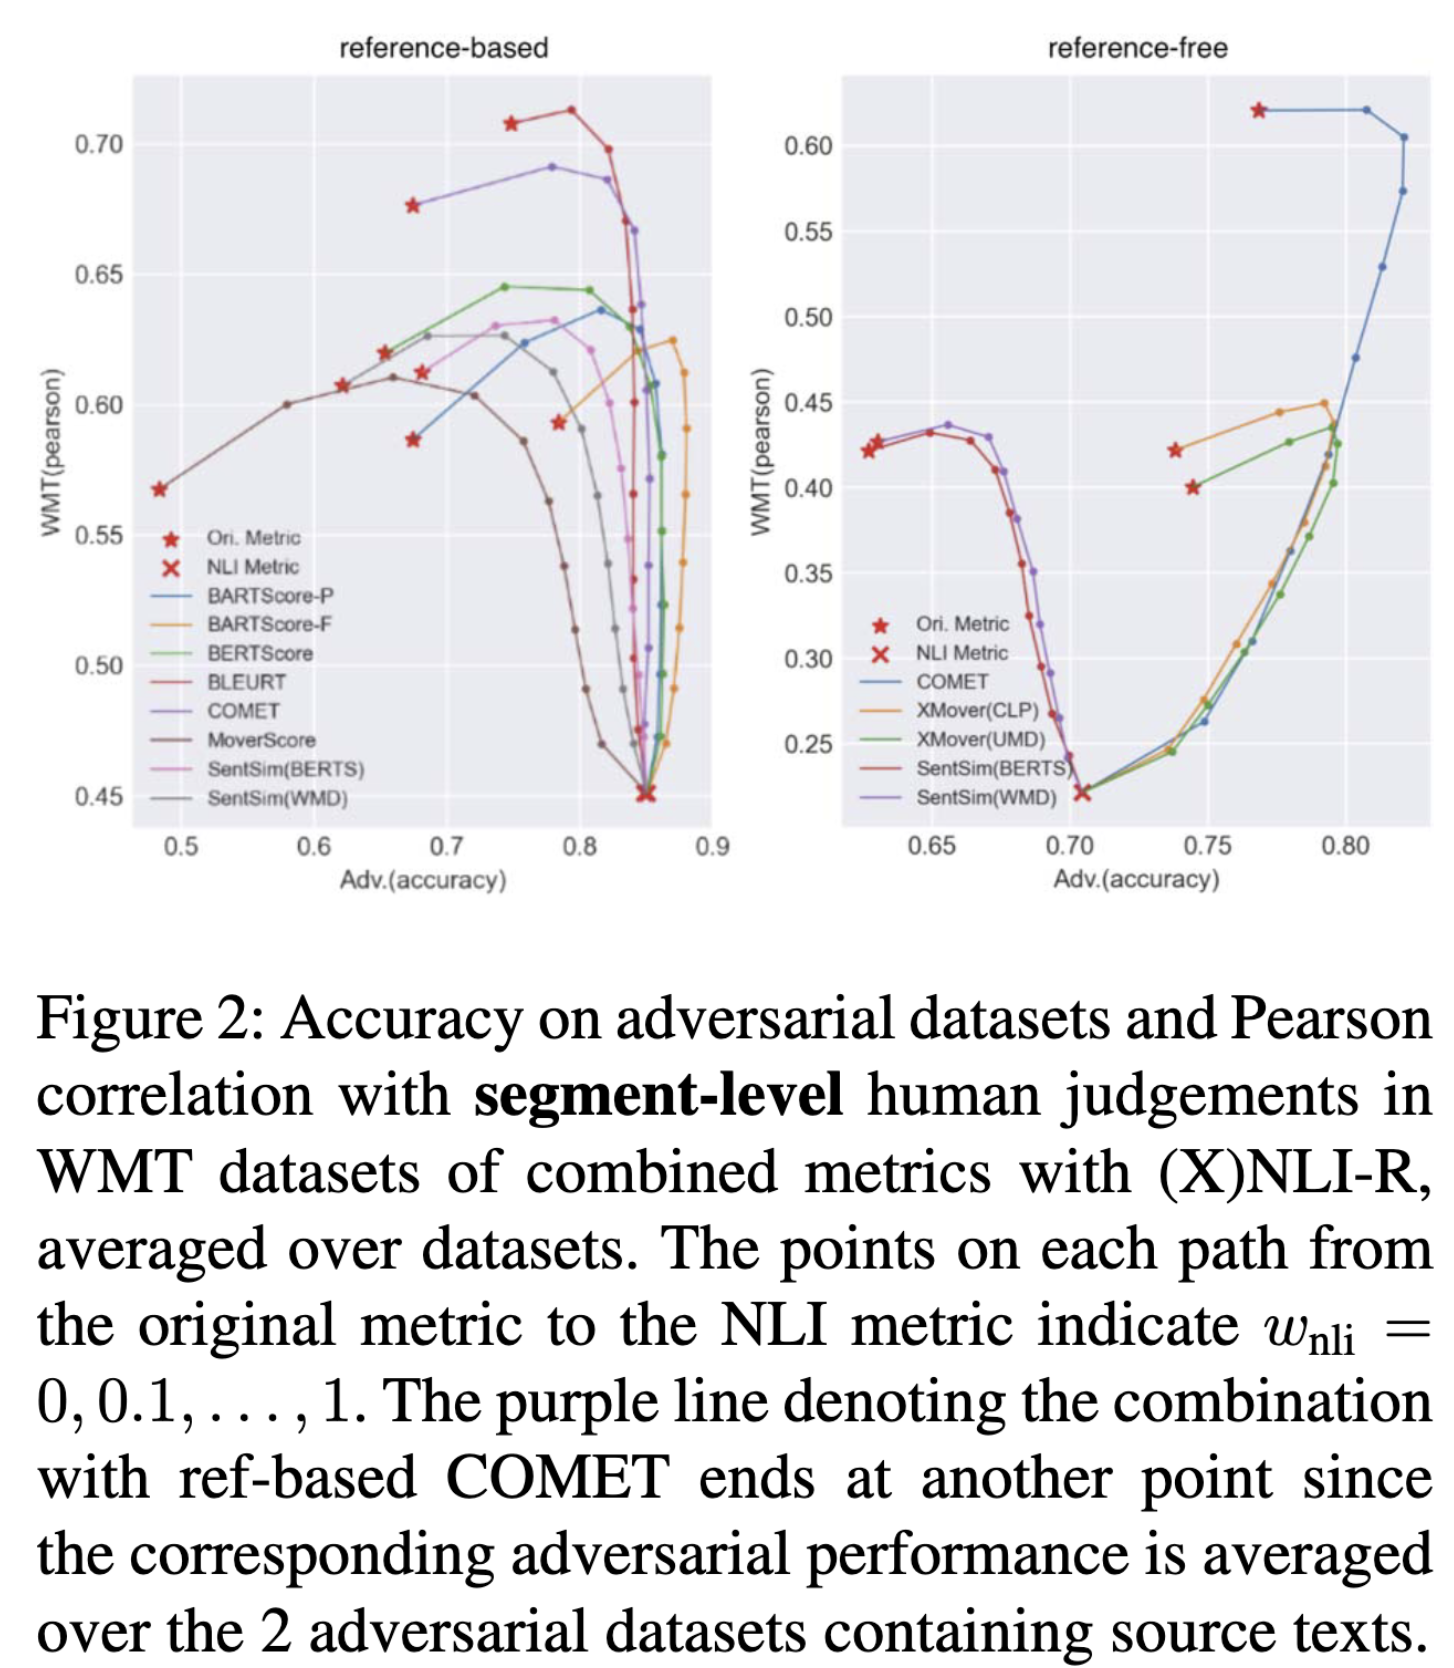 reference-based
0.70
0.65
0.60
0.55
0.50
0.45
WMT(pearson)
Ori. Metric
NLI Metric
BARTScore-P
BARTScore-F
BERTScore
BLEURT
COMET
MoverScore
SentSim(BERTS)
SentSim(WMD)
0.5 0.6 0.7 0.8 0.9
Adv.(accuracy)
reference-free
0.60
0.55
0.50
0.45
0.40
0.35
0.30
0.25
WMT(pearson)
Ori. Metric
NLI Metric
COMET
XMover(CLP)
XMover(UMD)
SentSim(BERTS)
SentSim(WMD)
0.65 0.70 0.75 0.80
Adv.(accuracy)
Figure 2: Accuracy on adversarial datasets and Pearson
correlation with segment-level human judgements in
WMT datasets of combined metrics with (X)NLI-R,
averaged over datasets. The points on each path from
the original metric to the NLI metric indicate w_nli =
0, 0.1, . . . , 1. The purple line denoting the combination
with ref-based COMET ends at another point since
the corresponding adversarial performance is averaged
over the 2 adversarial datasets containing source texts.